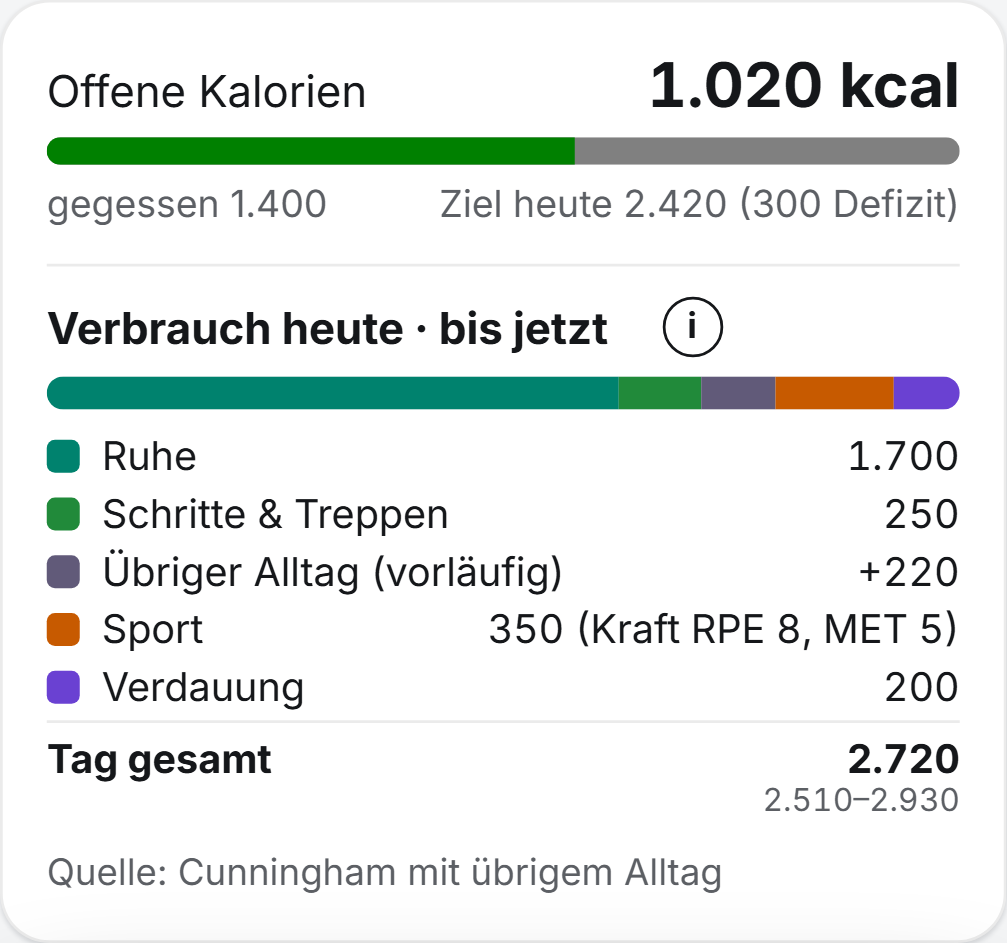 Offene Kalorien 1.020 kcal
gegessen 1.400 Ziel heute 2.420 (300 Defizit)
Verbrauch heute · bis jetzt i
Ruhe 1.700
Schritte & Treppen 250
Übriger Alltag (vorläufig) +220
Sport 350 (Kraft RPE 8, MET 5)
Verdauung 200
Tag gesamt 2.720
2.510–2.930
Quelle: Cunningham mit übrigem Alltag